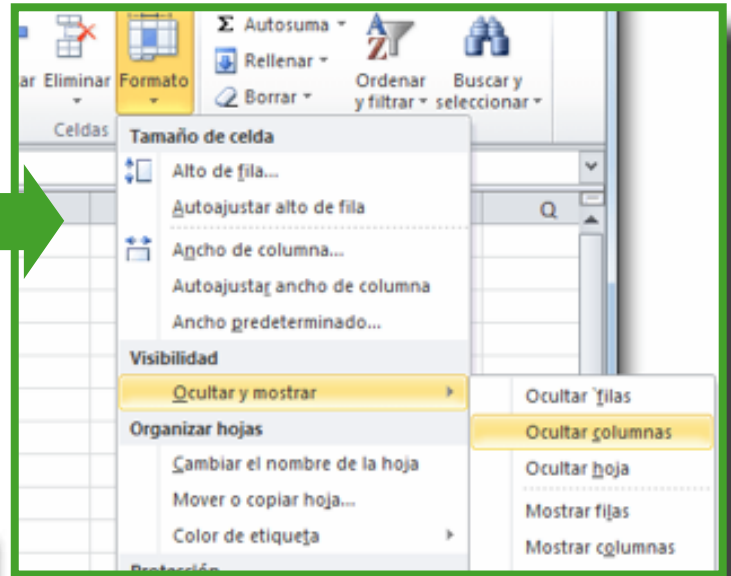 Σ Autosuma
Rellenar
Borrar
ar Eliminar Formato
Ordenar
y filtrar
Buscar y
seleccionar
Celdas
Tamaño de celda
Alto de fila...
Autoajustar alto de fila
Q
Ancho de columna...
Autoajustar ancho de columna
Ancho predeterminado...
Visibilidad
Ocultar y mostrar
Ocultar filas
Organizar hojas
Ocultar columnas
Cambiar el nombre de la hoja
Ocultar hoja
Mover o copiar hoja...
Mostrar filas
Color de etiqueta
Mostrar columnas
Protección